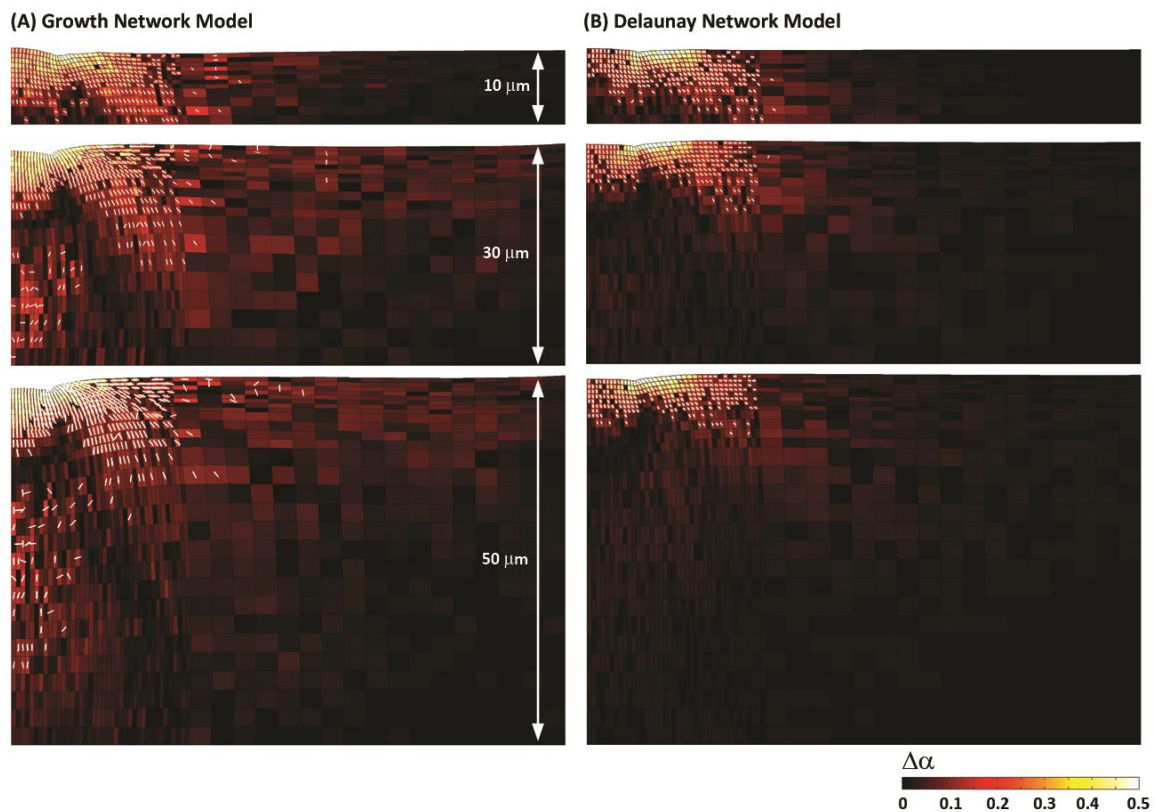 (A) Growth Network Model
(B) Delaunay Network Model
10 μm
30 μm
50 μm
Δα
0 0.1 0.2 0.3 0.4 0.5